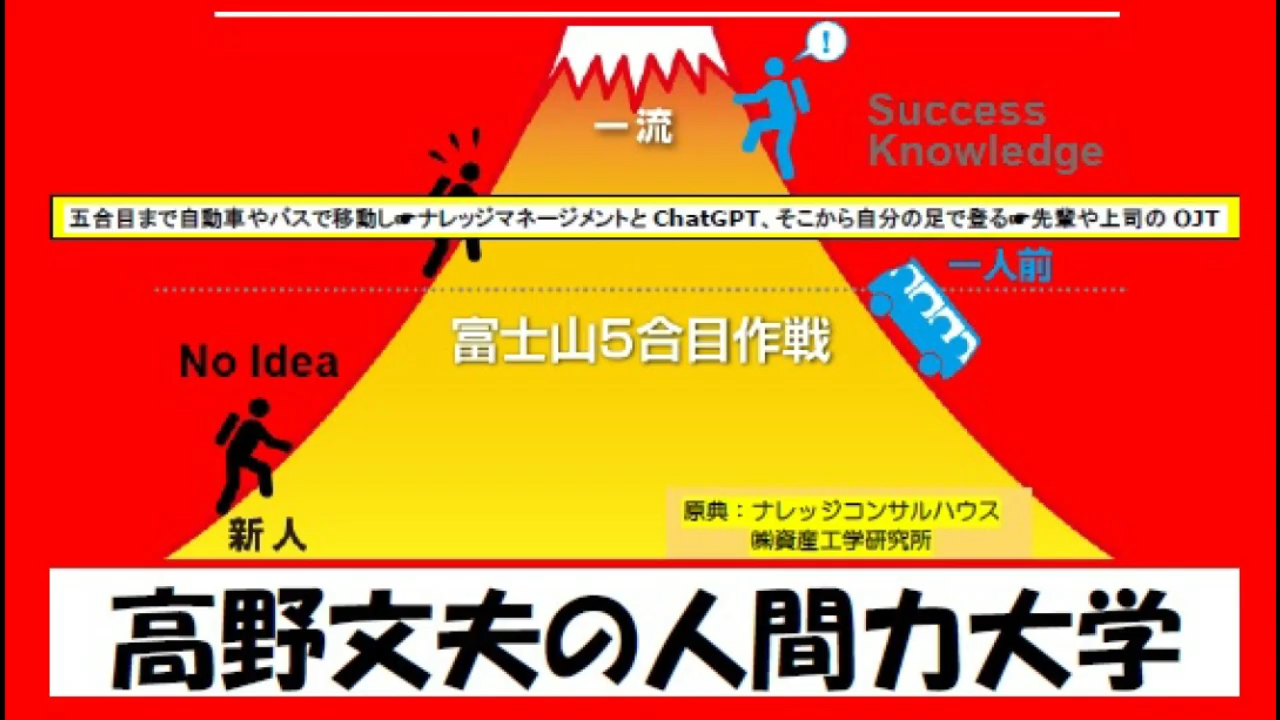 !
一流
Success
Knowledge
五合目まで自動車やバスで移動し☛ナレッジマネージメントと ChatGPT、そこから自分の足で登る☛先輩や上司の OJT
一人前
富士山5合目作戦
No Idea
新人
原典：ナレッジコンサルハウス
㈱資産工学研究所
高野文夫の人間力大学